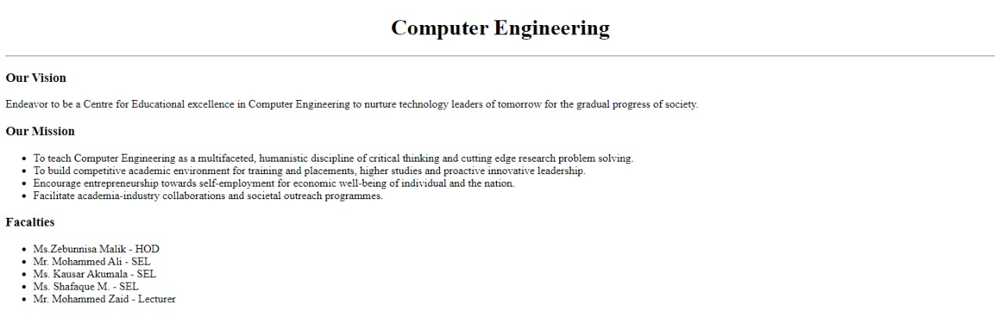 Computer Engineering
Our Vision
Endeavor to be a Centre for Educational excellence in Computer Engineering to nurture technology leaders of tomorrow for the gradual progress of society.
Our Mission
• To teach Computer Engineering as a multifaceted, humanistic discipline of critical thinking and cutting edge research problem solving.
• To build competitive academic environment for training and placements, higher studies and proactive innovative leadership.
• Encourage entrepreneurship towards self-employment for economic well-being of individual and the nation.
• Facilitate academia-industry collaborations and societal outreach programmes.
Facalties
• Ms.Zebunnisa Malik - HOD
• Mr. Mohammed Ali - SEL
• Ms. Kausar Akumala - SEL
• Ms. Shafaque M. - SEL
• Mr. Mohammed Zaid - Lecturer